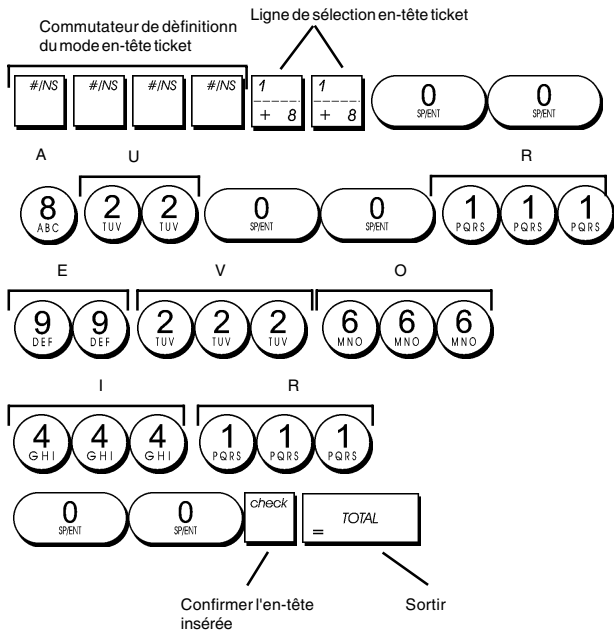 Commutateur de dèfinitionn
du mode en-tête ticket
Ligne de sélection en-tête ticket
#/NS #/NS #/NS #/NS 1 + 8 1 + 8 0 SP/ENT 0 SP/ENT
A U R
8 ABC 2 TUV 2 TUV 0 SP/ENT 0 SP/ENT 1 PQRS 1 PQRS 1 PQRS
E V O
9 DEF 9 DEF 2 TUV 2 TUV 2 TUV 6 MNO 6 MNO 6 MNO
I R
4 GHI 4 GHI 4 GHI 1 PQRS 1 PQRS 1 PQRS
0 SP/ENT 0 SP/ENT check = TOTAL
Confirmer l'en-tête
insérée
Sortir